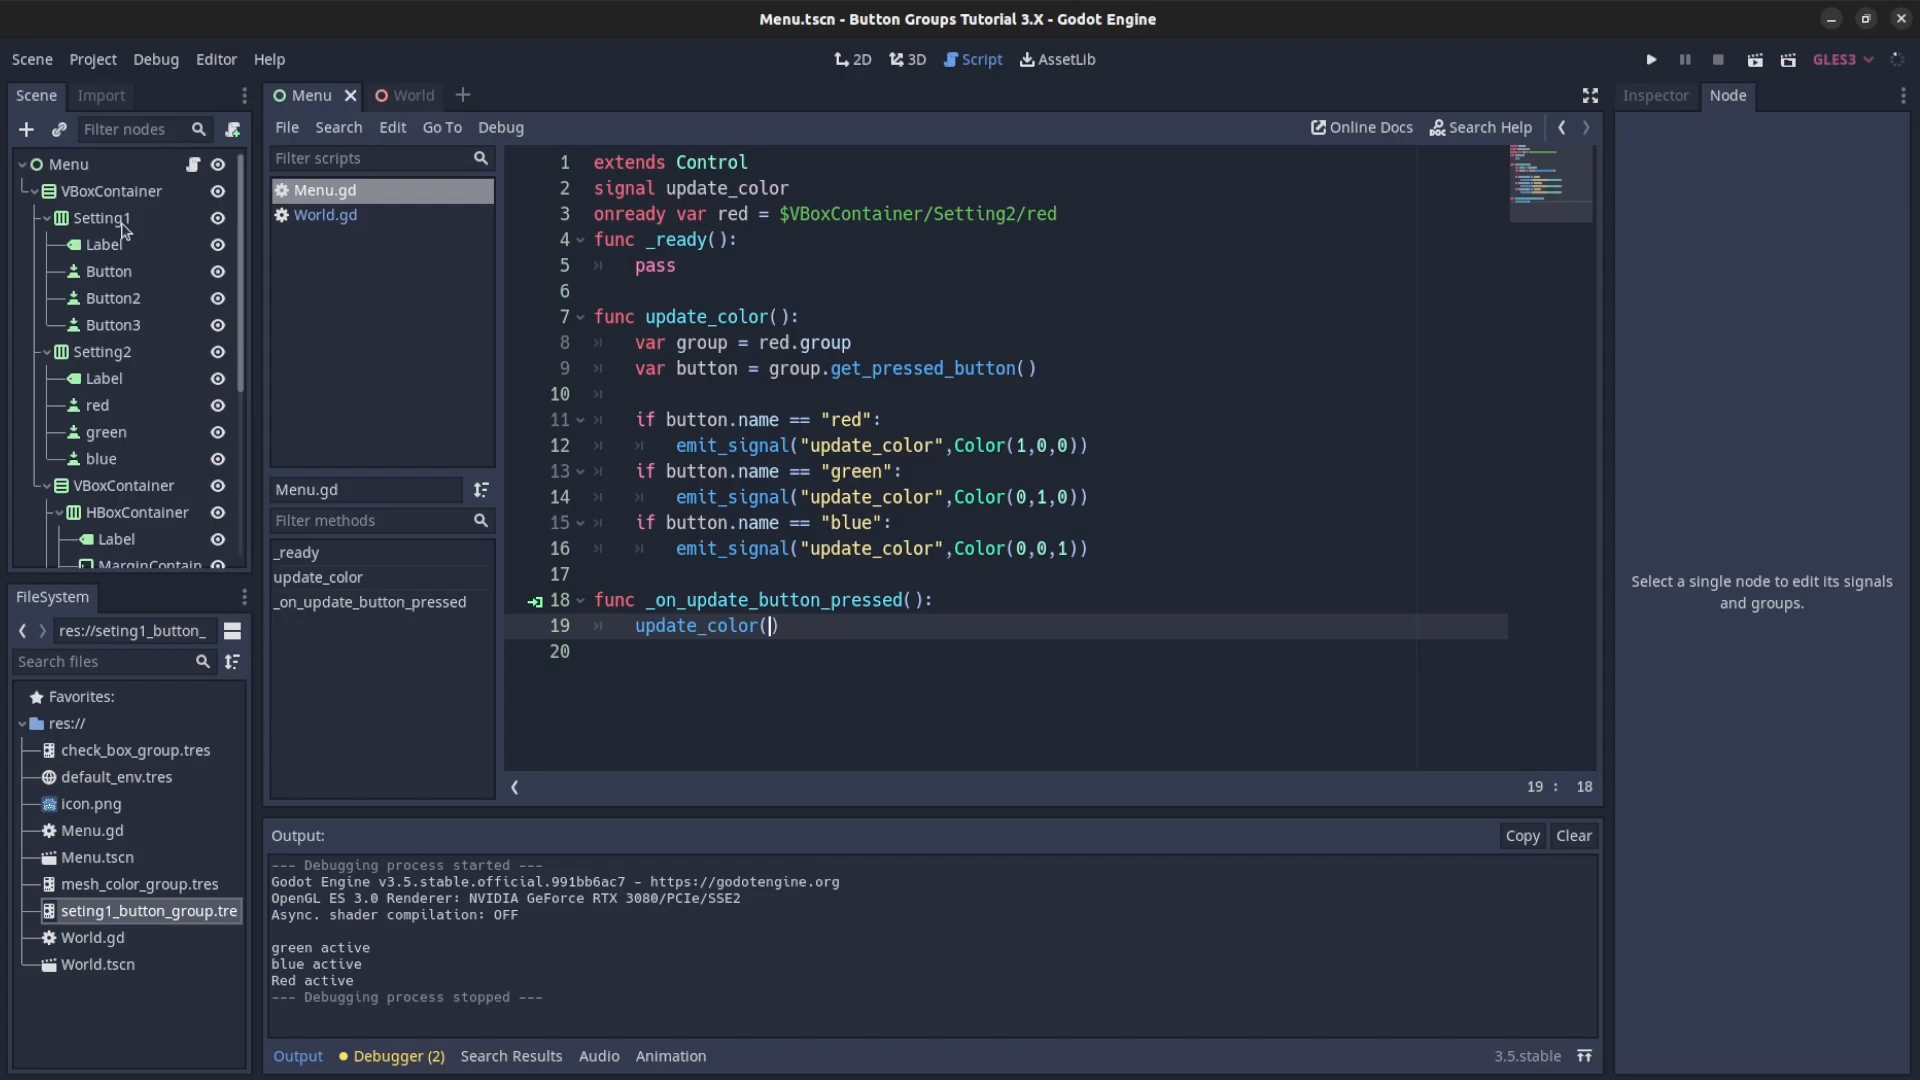 Menu.tscn - Button Groups Tutorial 3.X - Godot Engine
Scene Project Debug Editor Help
2D 3D Script AssetLib
GLES3
Scene Import
Filter nodes
Menu
VBoxContainer
Setting1
Label
Button
Button2
Button3
Setting2
Label
red
green
blue
VBoxContainer
HBoxContainer
Label
MarginContain
FileSystem
res://seting1_button_
Search files
Favorites:
res://
check_box_group.tres
default_env.tres
icon.png
Menu.gd
Menu.tscn
mesh_color_group.tres
seting1_button_group.tre
World.gd
World.tscn
Menu World
File Search Edit Go To Debug
Online Docs Search Help
Filter scripts
Menu.gd
World.gd
Menu.gd
Filter methods
_ready
update_color
_on_update_button_pressed
1 extends Control
2 signal update_color
3 onready var red = $VBoxContainer/Setting2/red
4 func _ready():
5 pass
6
7 func update_color():
8 var group = red.group
9 var button = group.get_pressed_button()
10
11 if button.name == "red":
12 emit_signal("update_color",Color(1,0,0))
13 if button.name == "green":
14 emit_signal("update_color",Color(0,1,0))
15 if button.name == "blue":
16 emit_signal("update_color",Color(0,0,1))
17
18 func _on_update_button_pressed():
19 update_color()
20
19 : 18
Output:
Copy Clear
--- Debugging process started ---
Godot Engine v3.5.stable.official.991bb6ac7 - https://godotengine.org
OpenGL ES 3.0 Renderer: NVIDIA GeForce RTX 3080/PCIe/SSE2
Async. shader compilation: OFF
green active
blue active
Red active
--- Debugging process stopped ---
Output Debugger (2) Search Results Audio Animation
3.5.stable
Inspector Node
Select a single node to edit its signals
and groups.